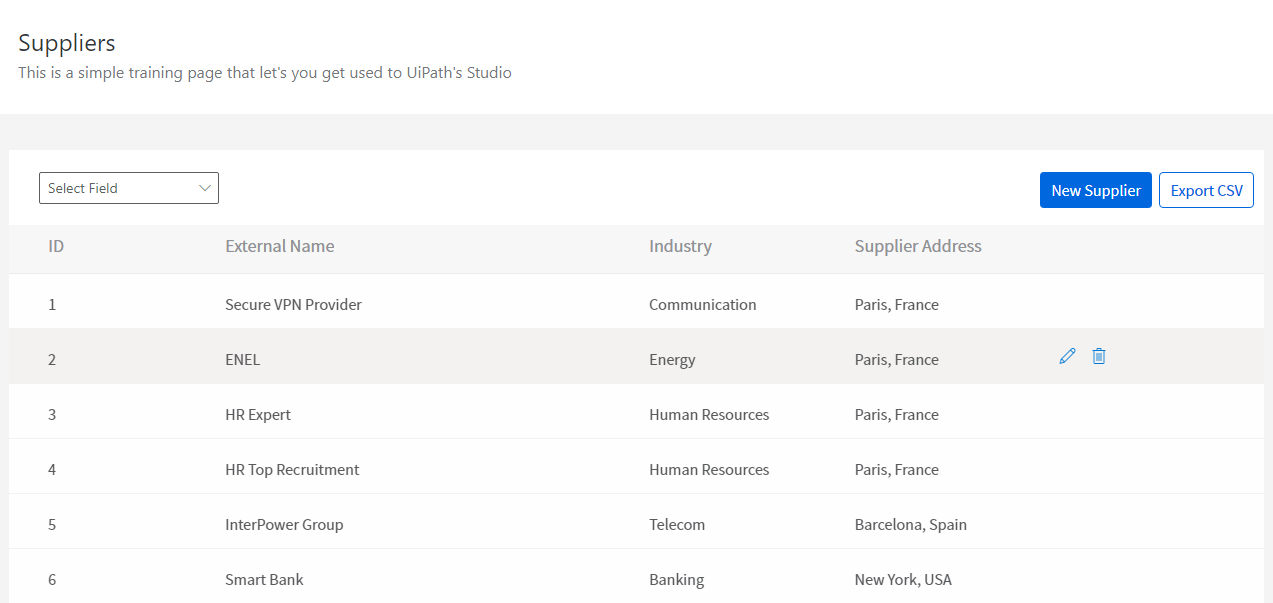 Suppliers
This is a simple training page that let's you get used to UiPath's Studio
Select Field
New Supplier Export CSV
ID External Name Industry Supplier Address
1 Secure VPN Provider Communication Paris, France
2 ENEL Energy Paris, France
3 HR Expert Human Resources Paris, France
4 HR Top Recruitment Human Resources Paris, France
5 InterPower Group Telecom Barcelona, Spain
6 Smart Bank Banking New York, USA